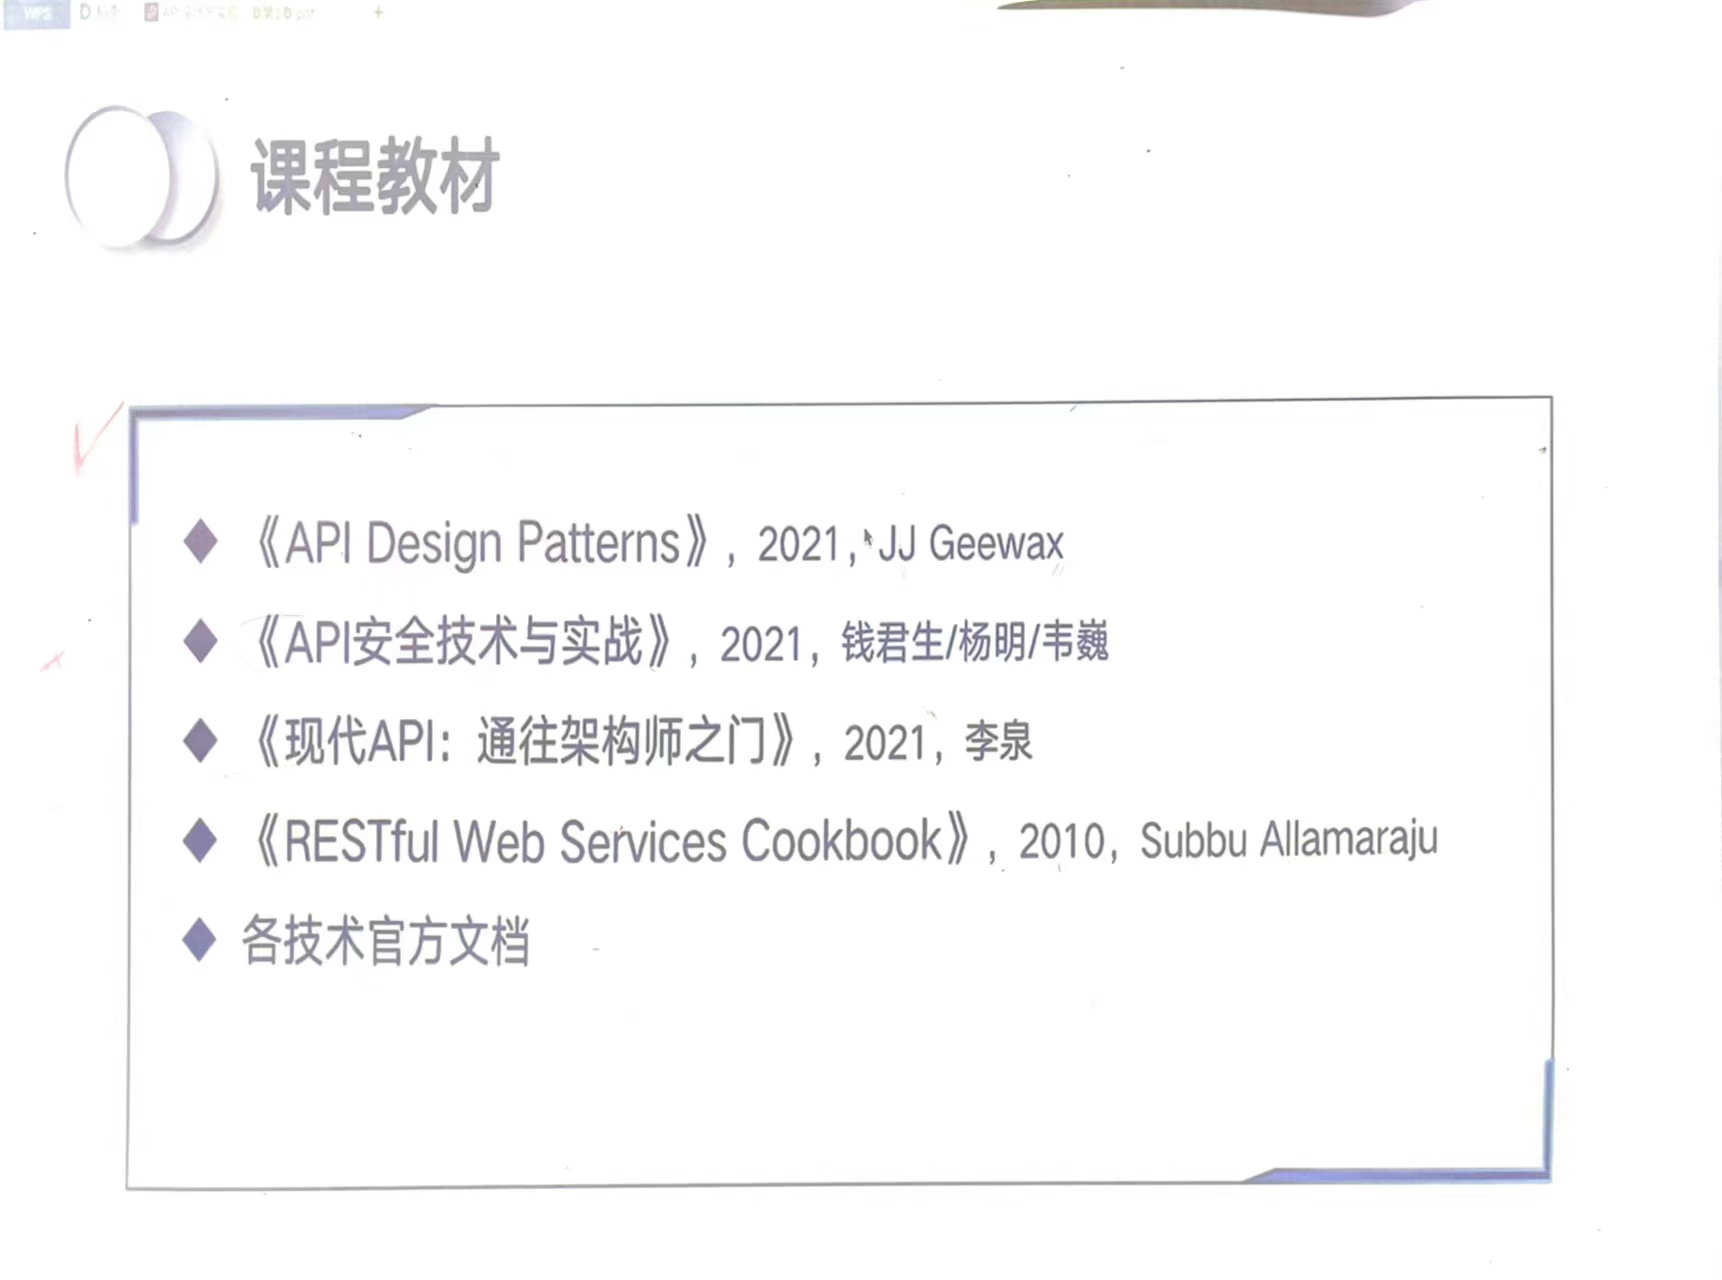 WPS
课程教材
《API Design Patterns》, 2021, JJ Geewax
《API安全技术与实战》, 2021, 钱君生/杨明/韦巍
《现代API：通往架构师之门》, 2021, 李泉
《RESTful Web Services Cookbook》, 2010, Subbu Allamaraju
各技术官方文档